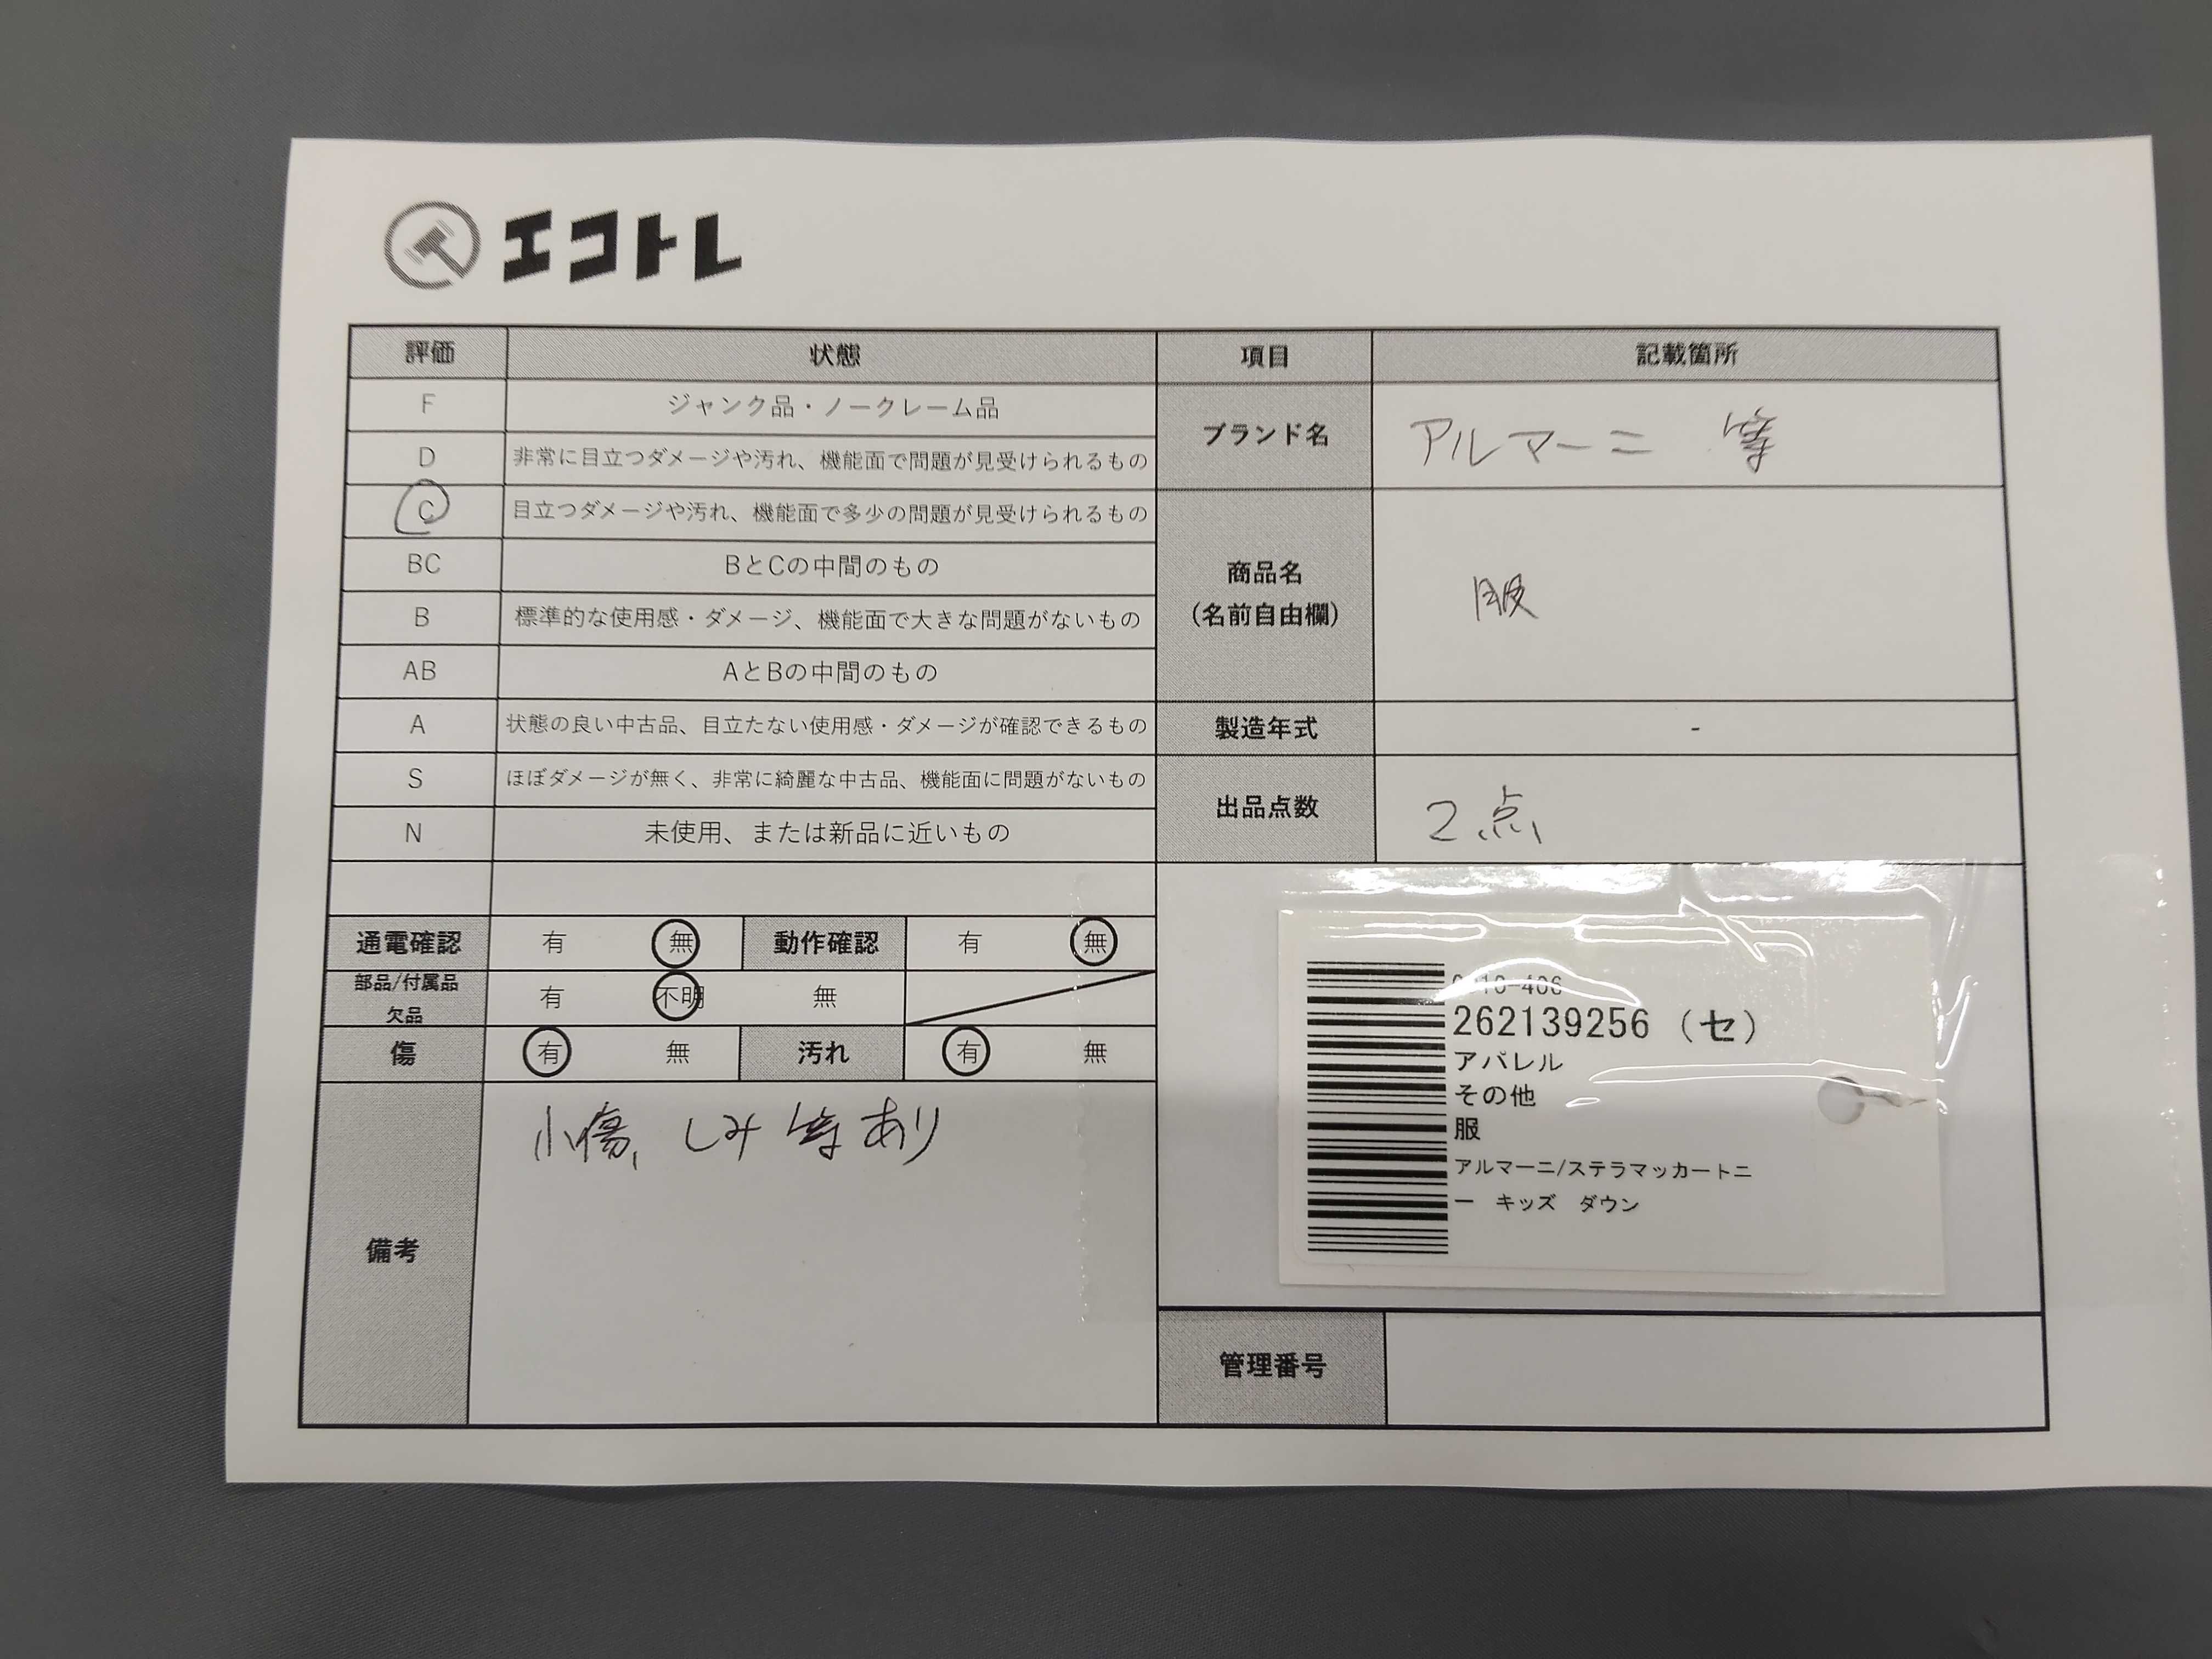 エコトレ
評価 状態 項目 記載箇所
F ジャンク品・ノークレーム品
D 非常に目立つダメージや汚れ、機能面で問題が見受けられるもの
ブランド名 アルマーニ 等
C 目立つダメージや汚れ、機能面で多少の問題が見受けられるもの
BC BとCの中間のもの
B 標準的な使用感・ダメージ、機能面で大きな問題がないもの
商品名
(名前自由欄)
服
AB AとBの中間のもの
A 状態の良い中古品、目立たない使用感・ダメージが確認できるもの
製造年式 -
S ほぼダメージが無く、非常に綺麗な中古品、機能面に問題がないもの
出品点数 2点
N 未使用、または新品に近いもの
通電確認 有 無 動作確認 有 無
部品/付属品
欠品
有 不明 無
傷 有 無 汚れ 有 無
備考 小傷、しみ等あり
262139256 (セ)
アパレル
その他
服
アルマーニ/ステラマッカートニ
ー キッズ ダウン
管理番号